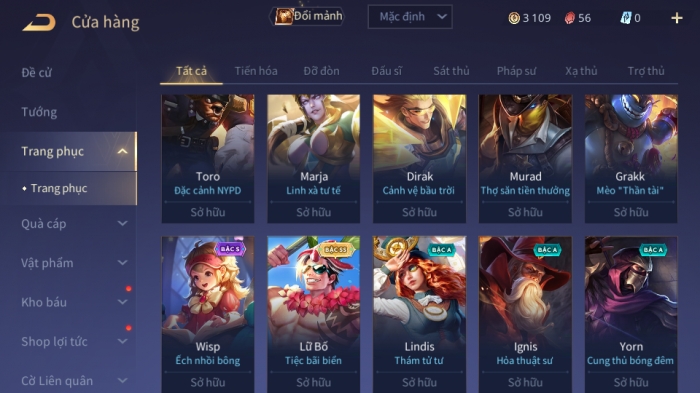 Cửa hàng
Đổi mảnh
Mặc định
3 109
56
0
Đề cử
Tướng
Trang phục
Trang phục
Quà cáp
Vật phẩm
Kho báu
Shop lợi tức
Cờ Liên quân
Tất cả
Tiến hóa
Đỡ đòn
Đấu sĩ
Sát thủ
Pháp sư
Xạ thủ
Trợ thủ
Toro
Đặc cảnh NYPD
Sở hữu
Marja
Linh xà tư tế
Sở hữu
Dirak
Cảnh vệ bầu trời
Sở hữu
Murad
Thợ săn tiền thưởng
Sở hữu
Grakk
Mèo "Thần tài"
Sở hữu
BẬC S
Wisp
Ếch nhồi bông
Sở hữu
BẬC SS
Lữ Bố
Tiệc bãi biển
Sở hữu
BẬC A
Lindis
Thám tử tư
Sở hữu
BẬC A
Ignis
Hỏa thuật sư
Sở hữu
BẬC A
Yorn
Cung thủ bóng đêm
Sở hữu